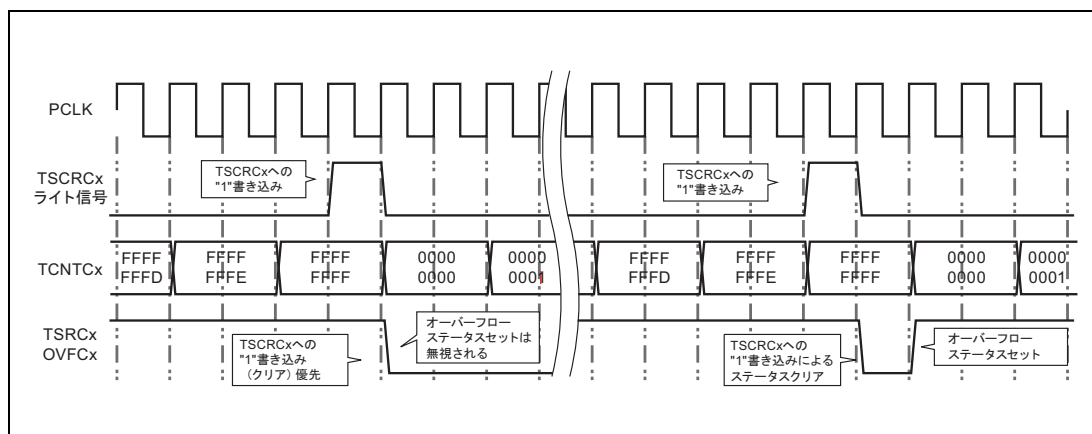 PCLK
TSCRCx
ライト信号
TSCRCxへの
"1"書き込み
TSCRCxへの
"1"書き込み
TCNTCx
FFFF
FFFD
FFFF
FFFE
FFFF
FFFF
0000
0000
0000
0001
FFFF
FFFD
FFFF
FFFE
FFFF
FFFF
0000
0000
0000
0001
TSRCx
OVFCx
TSCRCxへの
"1"書き込み
(クリア) 優先
オーバーフロー
ステータスセットは
無視される
TSCRCxへの
"1"書き込みによる
ステータスクリア
オーバーフロー
ステータスセット